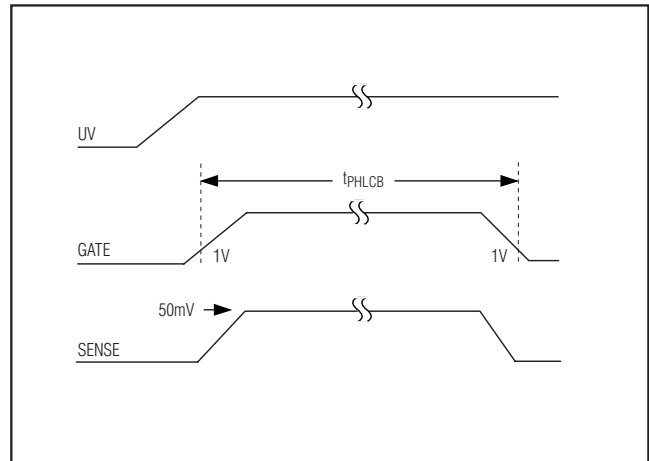 UV
tPHLCB
GATE
1V
1V
50mV
SENSE